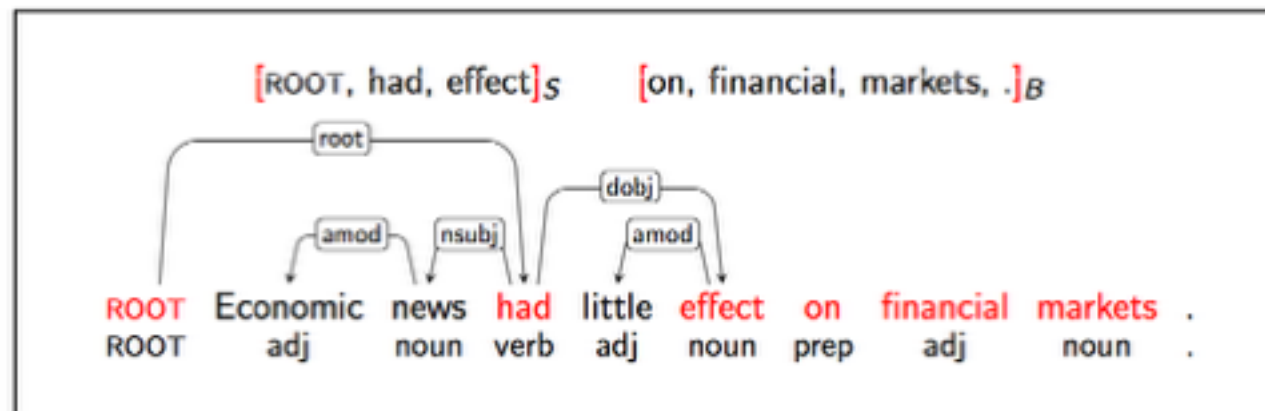 [ROOT, had, effect]S [on, financial, markets, .]B
root
dobj
amod nsubj amod
ROOT Economic news had little effect on financial markets .
ROOT adj noun verb adj noun prep adj noun .